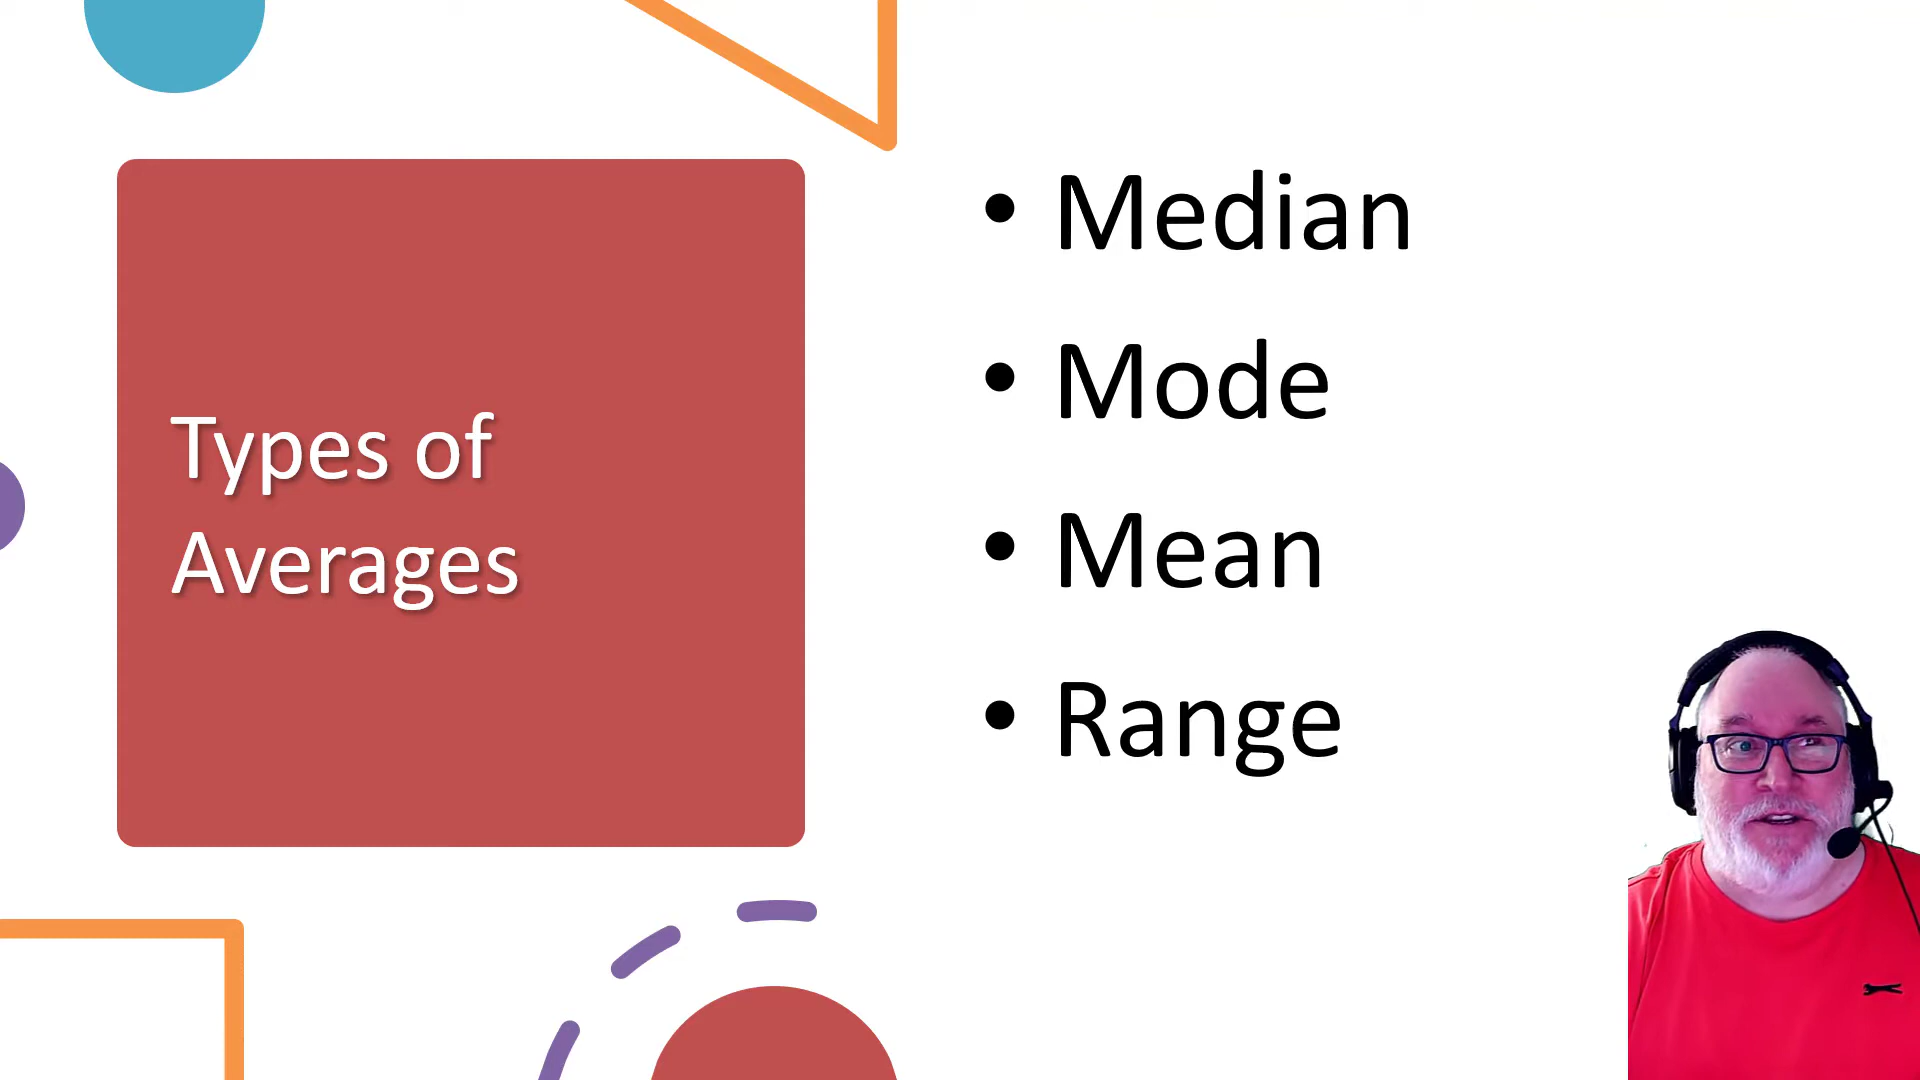 Types of
Averages
• Median
• Mode
• Mean
• Range